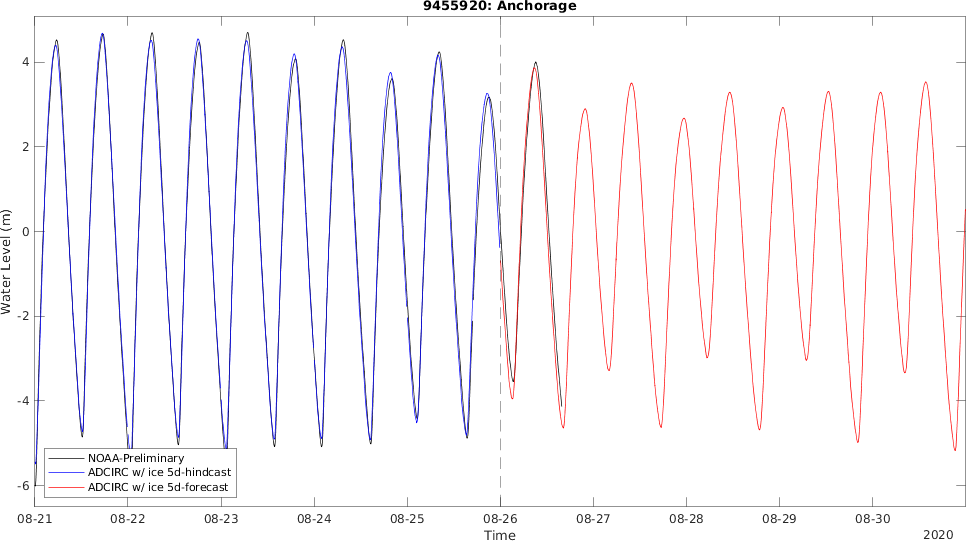 9455920: Anchorage
Water Level (m)
4
2
0
-2
-4
-6
NOAA-Preliminary
ADCIRC w/ ice 5d-hindcast
ADCIRC w/ ice 5d-forecast
08-21 08-22 08-23 08-24 08-25 08-26 08-27 08-28 08-29 08-30
Time
2020